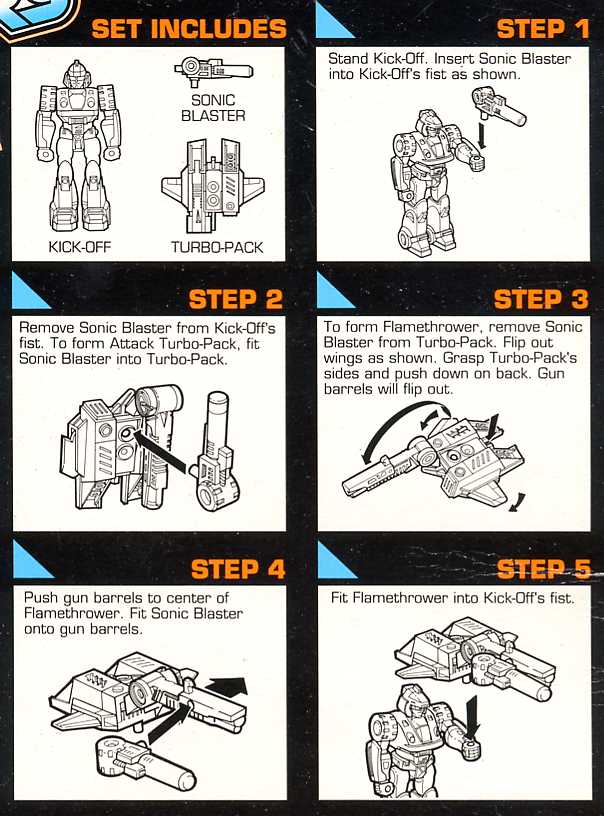 SET INCLUDES
SONIC
BLASTER
KICK-OFF
TURBO-PACK
STEP 1
Stand Kick-Off. Insert Sonic Blaster
into Kick-Off's fist as shown.
STEP 2
Remove Sonic Blaster from Kick-Off's
fist. To form Attack Turbo-Pack, fit
Sonic Blaster into Turbo-Pack.
STEP 3
To form Flamethrower, remove Sonic
Blaster from Turbo-Pack. Flip out
wings as shown. Grasp Turbo-Pack's
sides and push down on back. Gun
barrels will flip out.
STEP 4
Push gun barrels to center of
Flamethrower. Fit Sonic Blaster
onto gun barrels.
STEP 5
Fit Flamethrower into Kick-Off's fist.